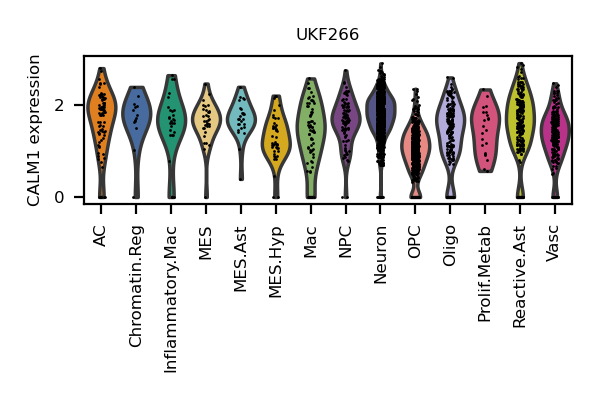 UKF266
CALM1 expression
2
0
AC
Chromatin.Reg
Inflammatory.Mac
MES
MES.Ast
MES.Hyp
Mac
NPC
Neuron
OPC
Oligo
Prolif.Metab
Reactive.Ast
Vasc